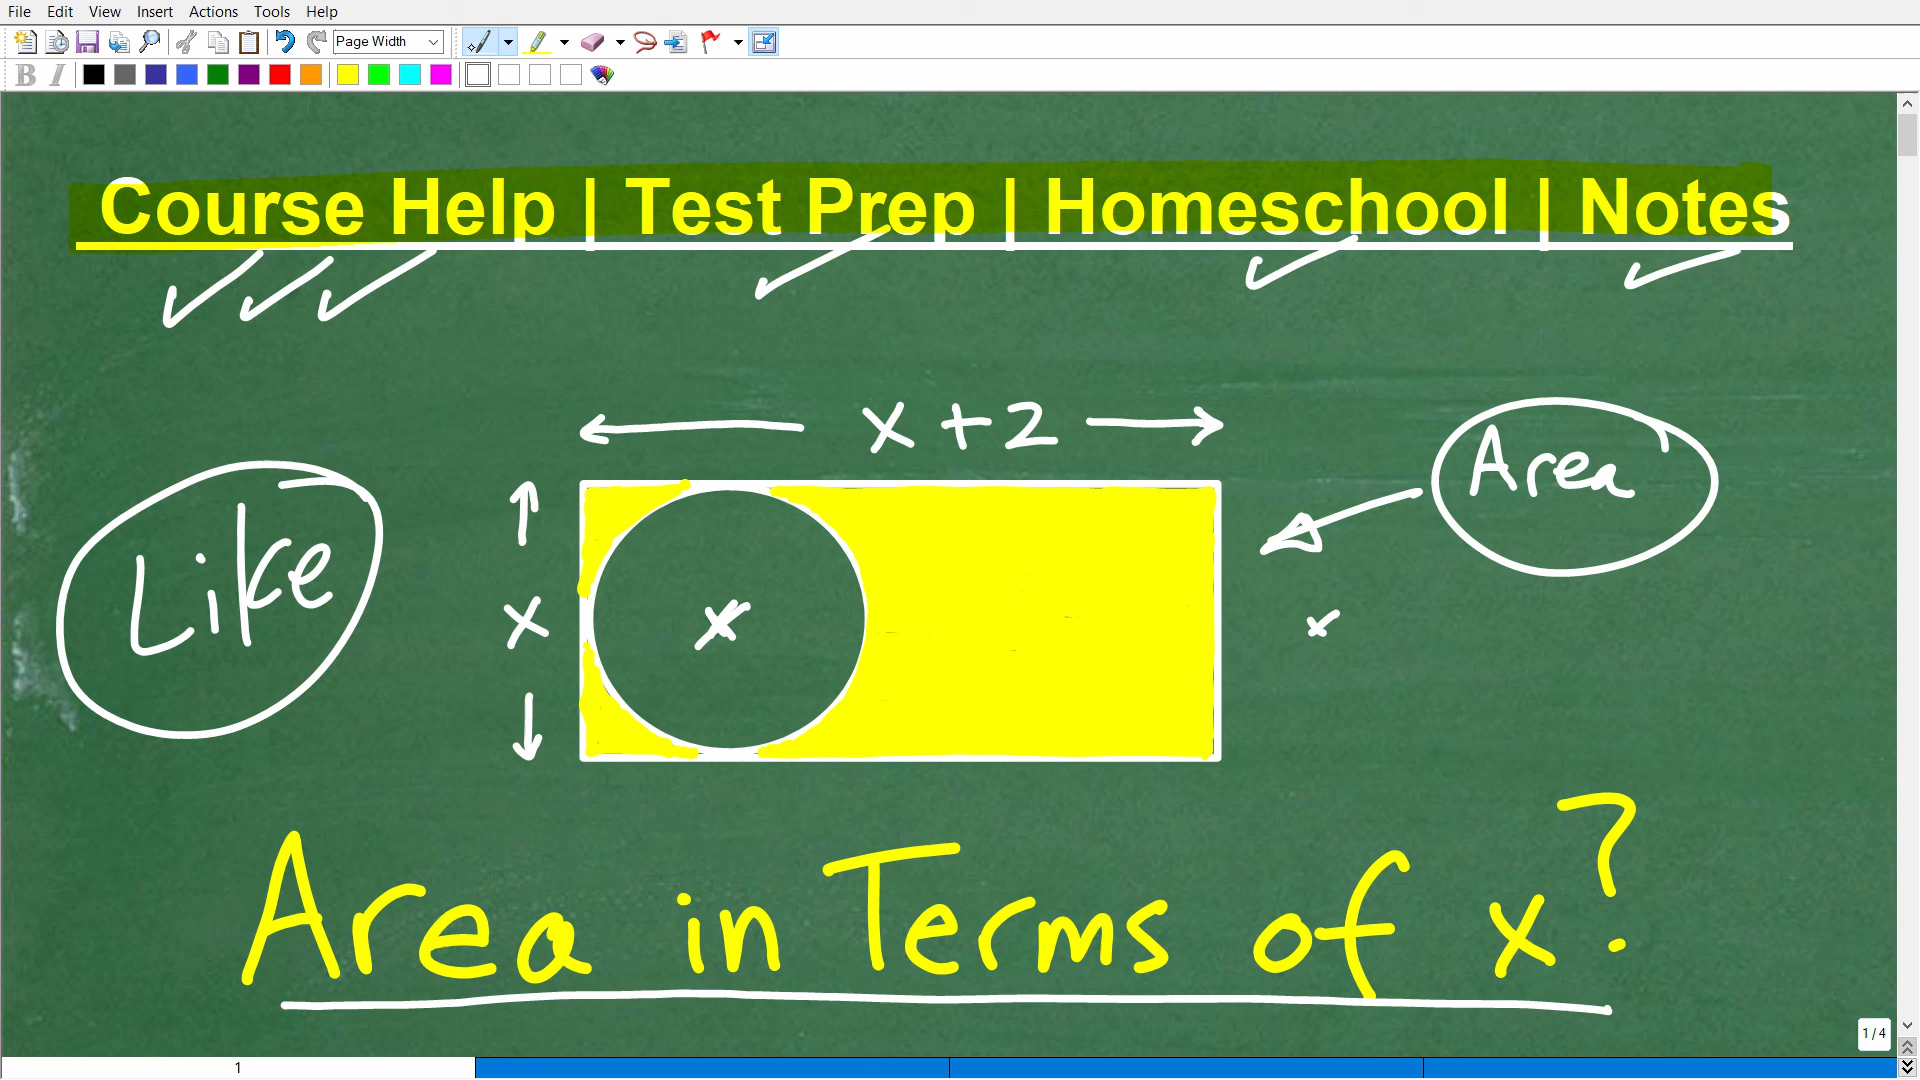 File Edit View Insert Actions Tools Help
Page Width
B I
Course Help | Test Prep | Homeschool | Notes
x + 2
Area
Like
x
x
x
Area in Terms of x?
1 / 4
1